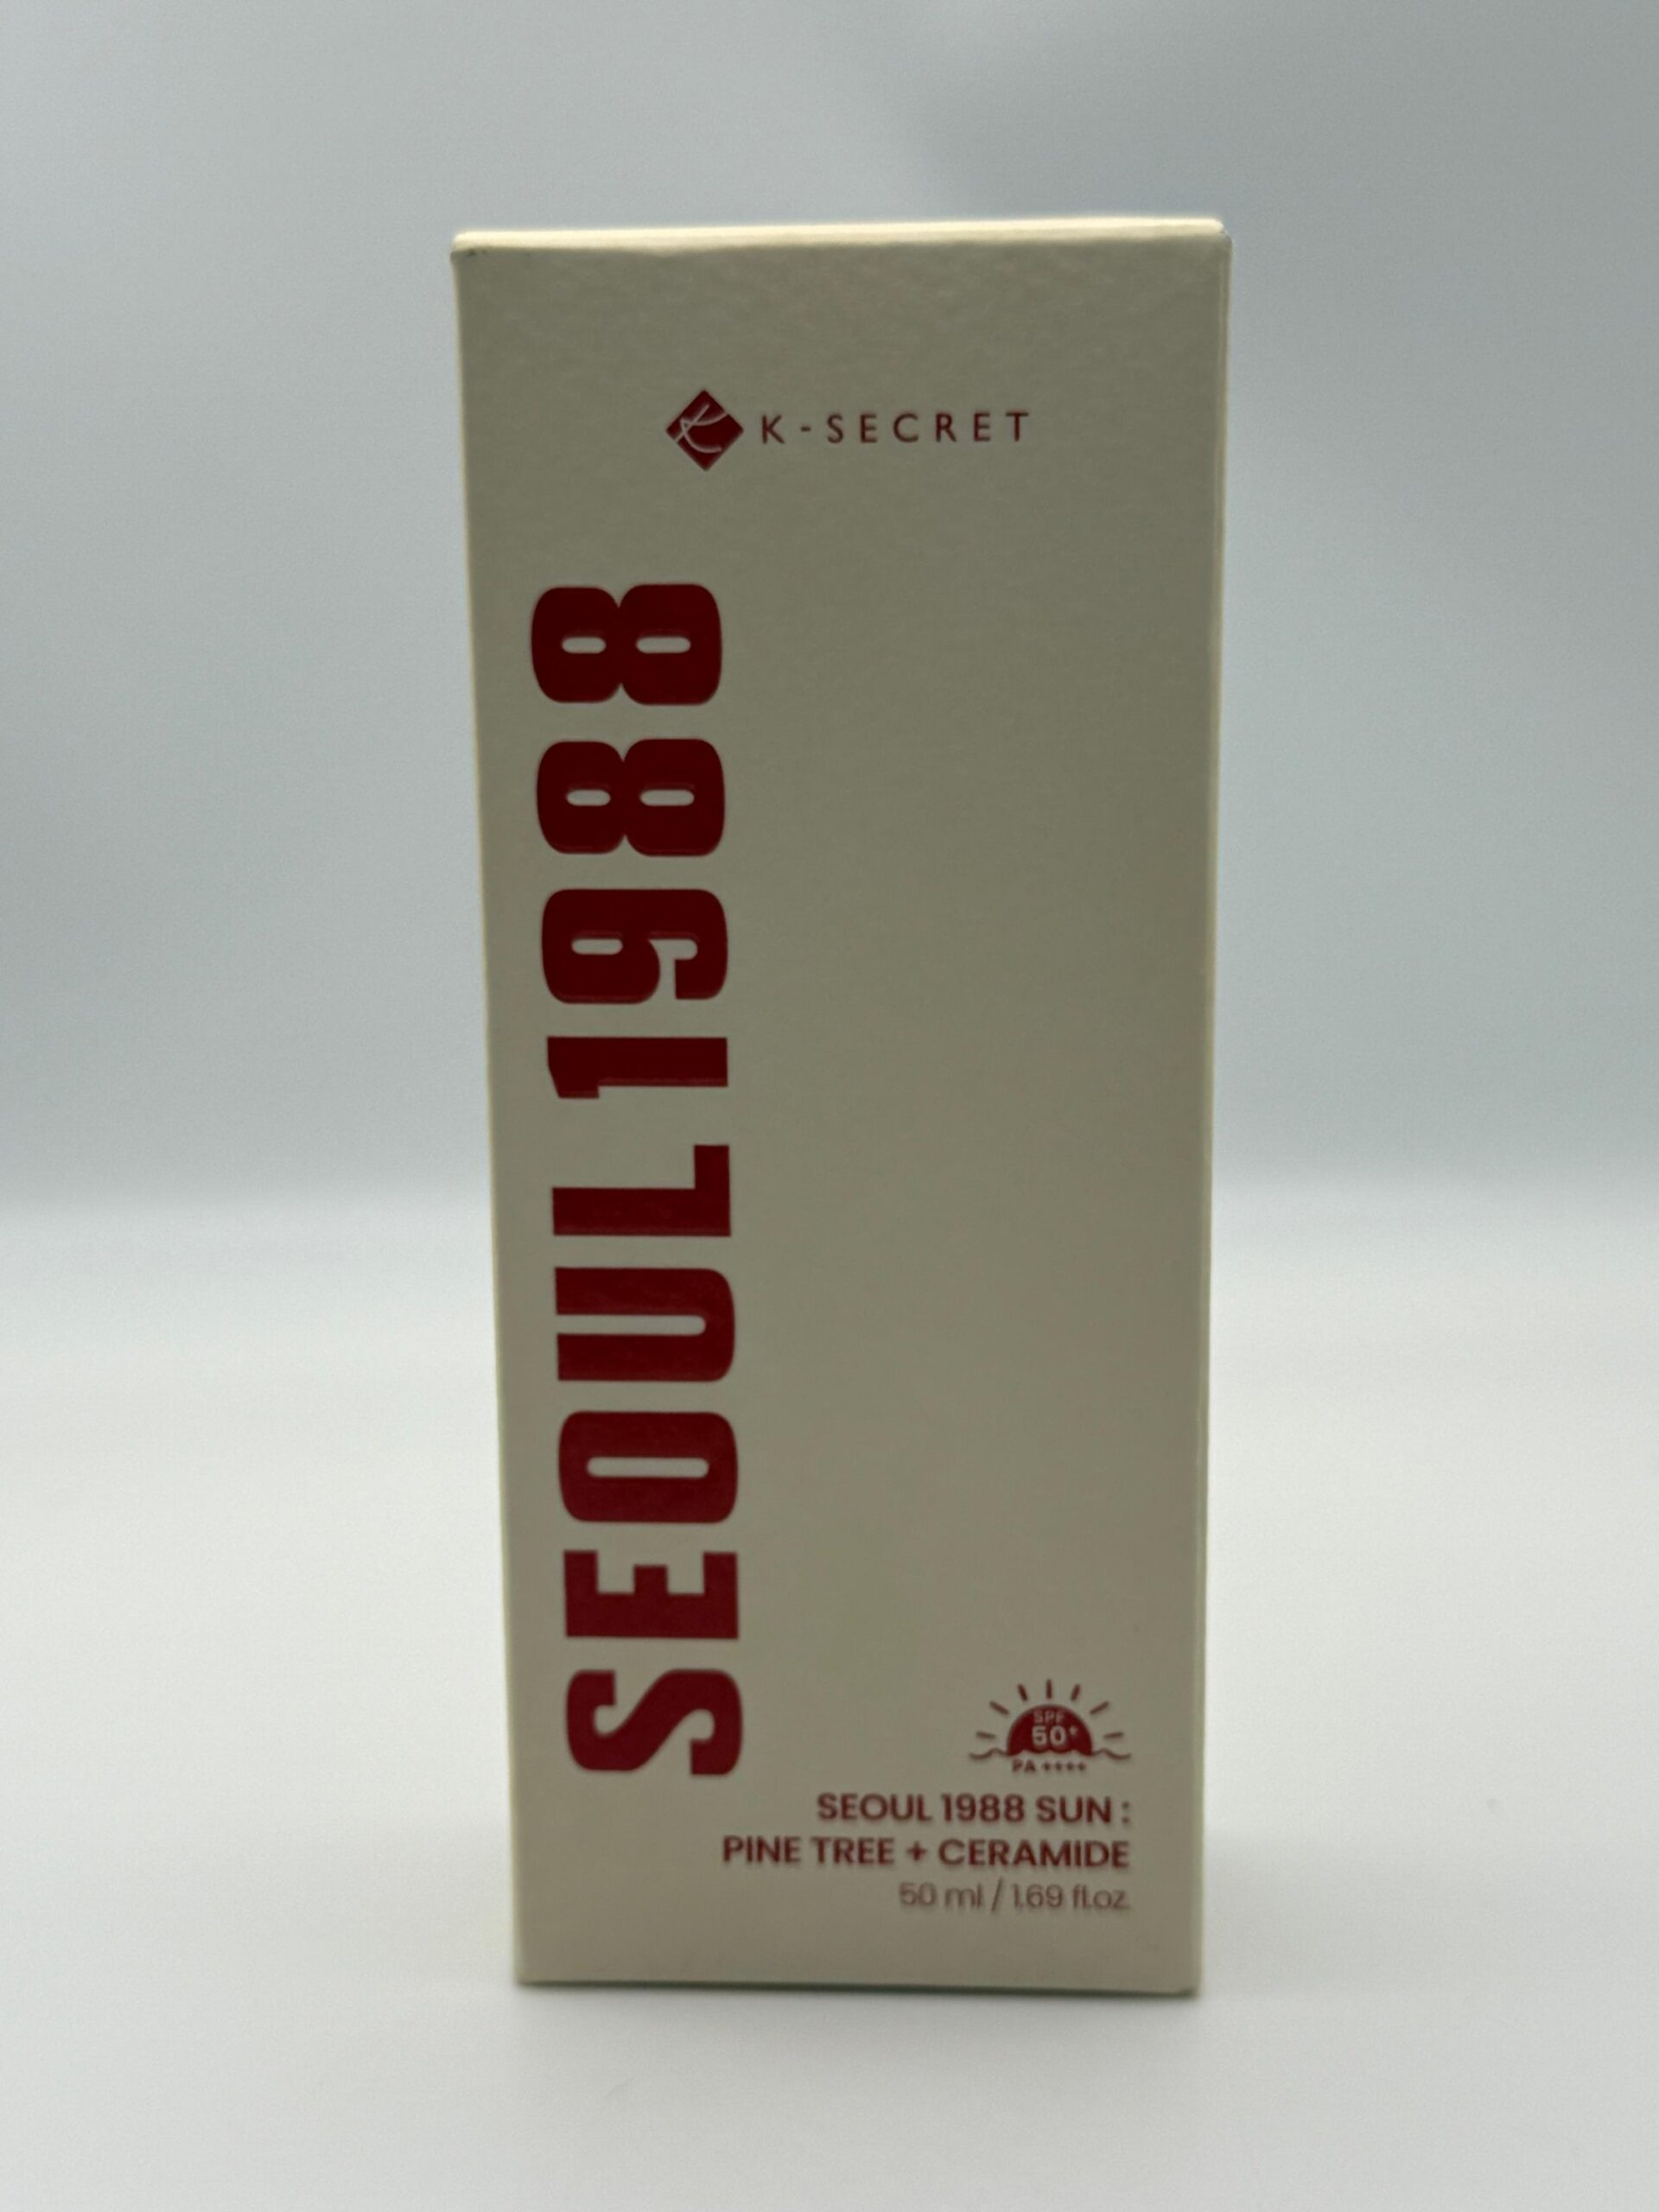 K-SECRET
SEOUL 1988
SPF
50+
PA ++++
SEOUL 1988 SUN :
PINE TREE + CERAMIDE
50 ml / 1.69 fl.oz.